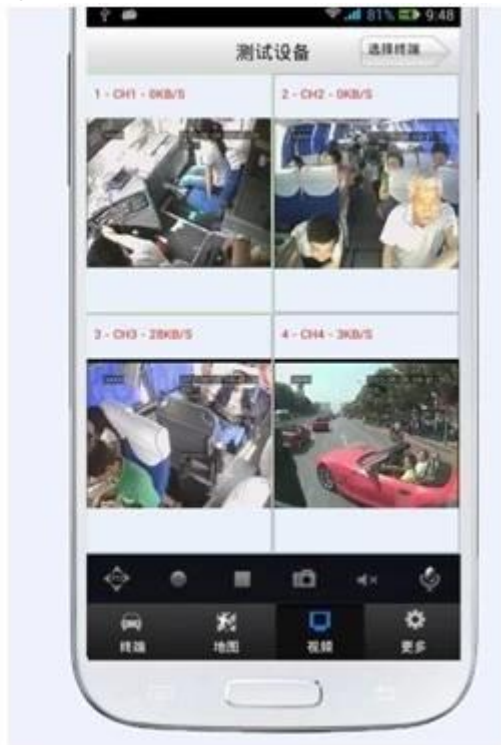 81% 9:48
测试设备 选择终端
1 - CH1 - 0KB/S 2 - CH2 - 0KB/S
3 - CH3 - 28KB/S 4 - CH4 - 3KB/S
终端 地图 视频 更多